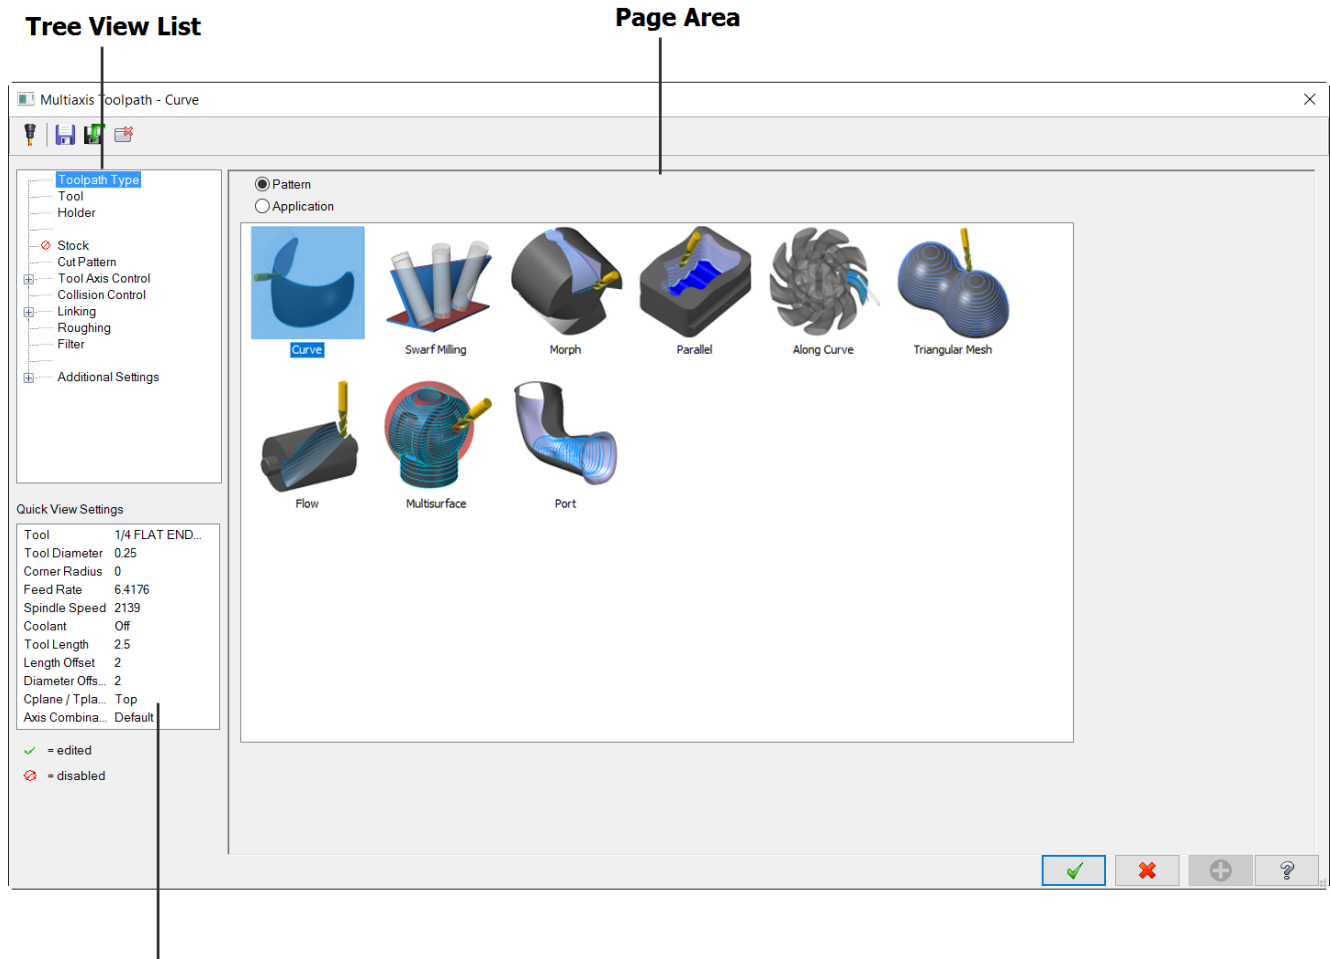 Tree View List
Page Area
Multiaxis Toolpath - Curve
Toolpath Type
Tool
Holder
Stock
Cut Pattern
Tool Axis Control
Collision Control
Linking
Roughing
Filter
Additional Settings
Pattern
Application
Curve
Swarf Milling
Morph
Parallel
Along Curve
Triangular Mesh
Flow
Multisurface
Port
Quick View Settings
Tool 1/4 FLAT END...
Tool Diameter 0.25
Corner Radius 0
Feed Rate 6.4176
Spindle Speed 2139
Coolant Off
Tool Length 2.5
Length Offset 2
Diameter Offs... 2
Cplane / Tpla... Top
Axis Combina... Default
= edited
= disabled